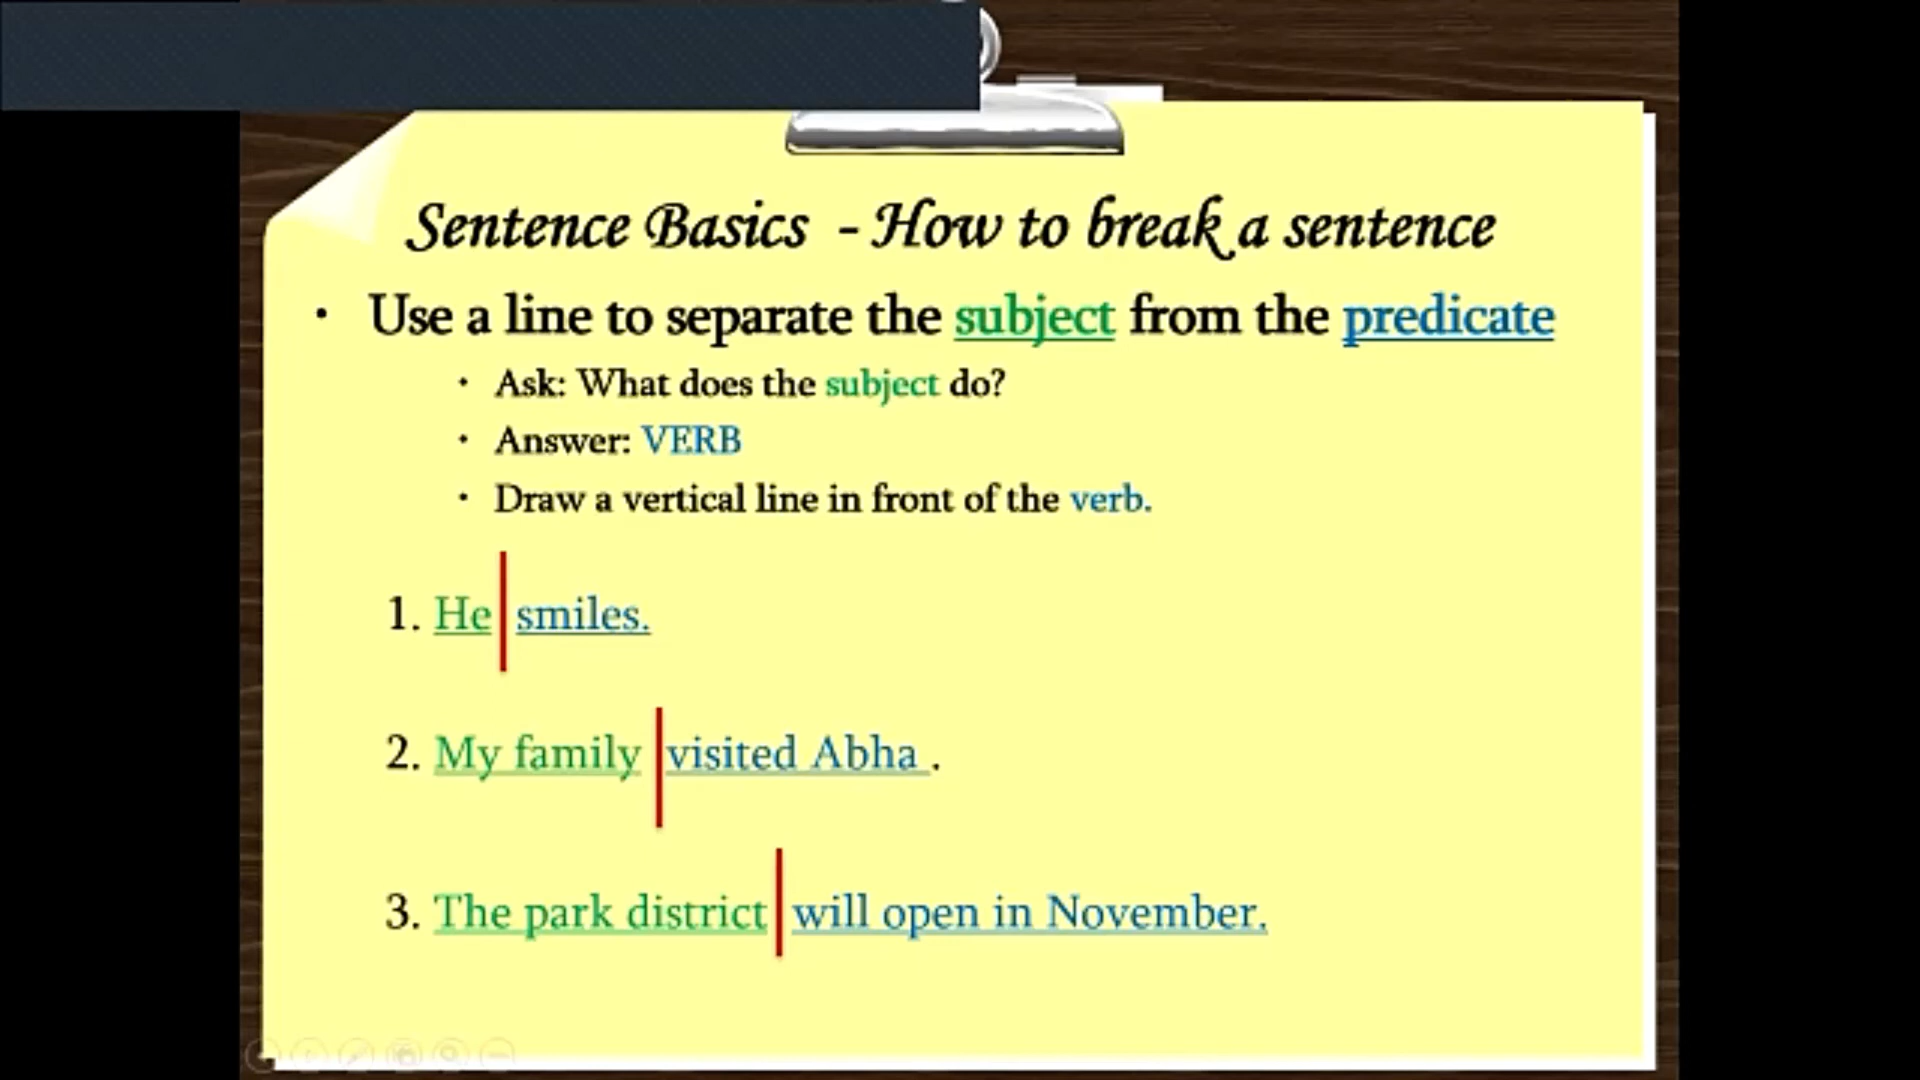 Sentence Basics - How to break a sentence
• Use a line to separate the subject from the predicate
• Ask: What does the subject do?
• Answer: VERB
• Draw a vertical line in front of the verb.
1. He smiles.
2. My family visited Abha .
3. The park district will open in November.